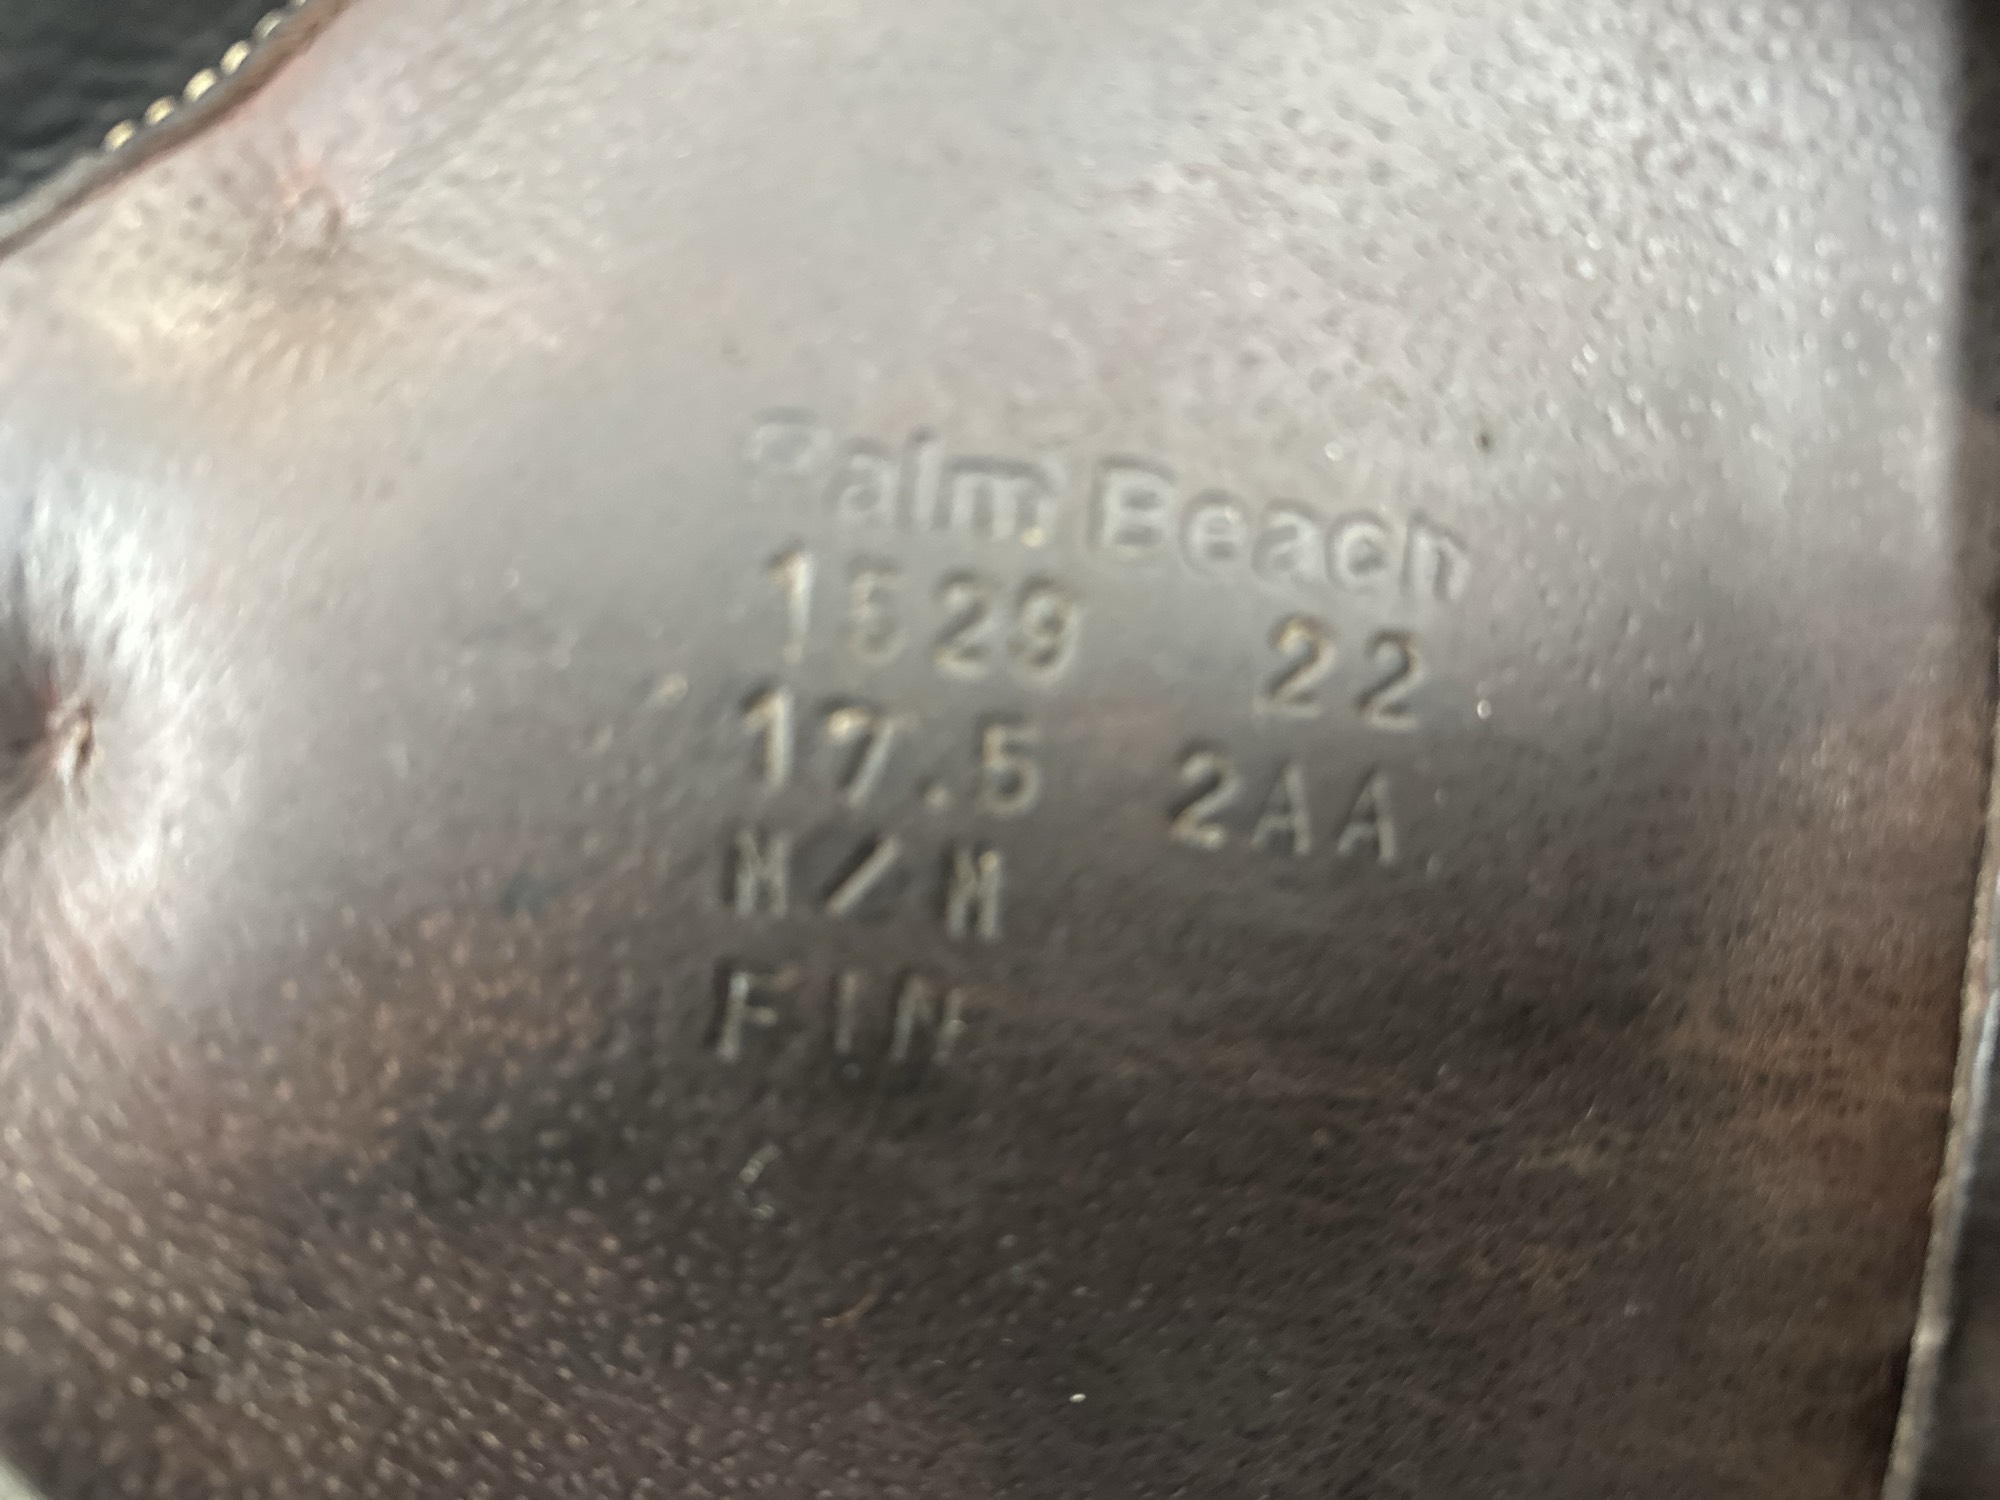 Palm Beach
1529 22
17.5 2AA
M/M
FIN